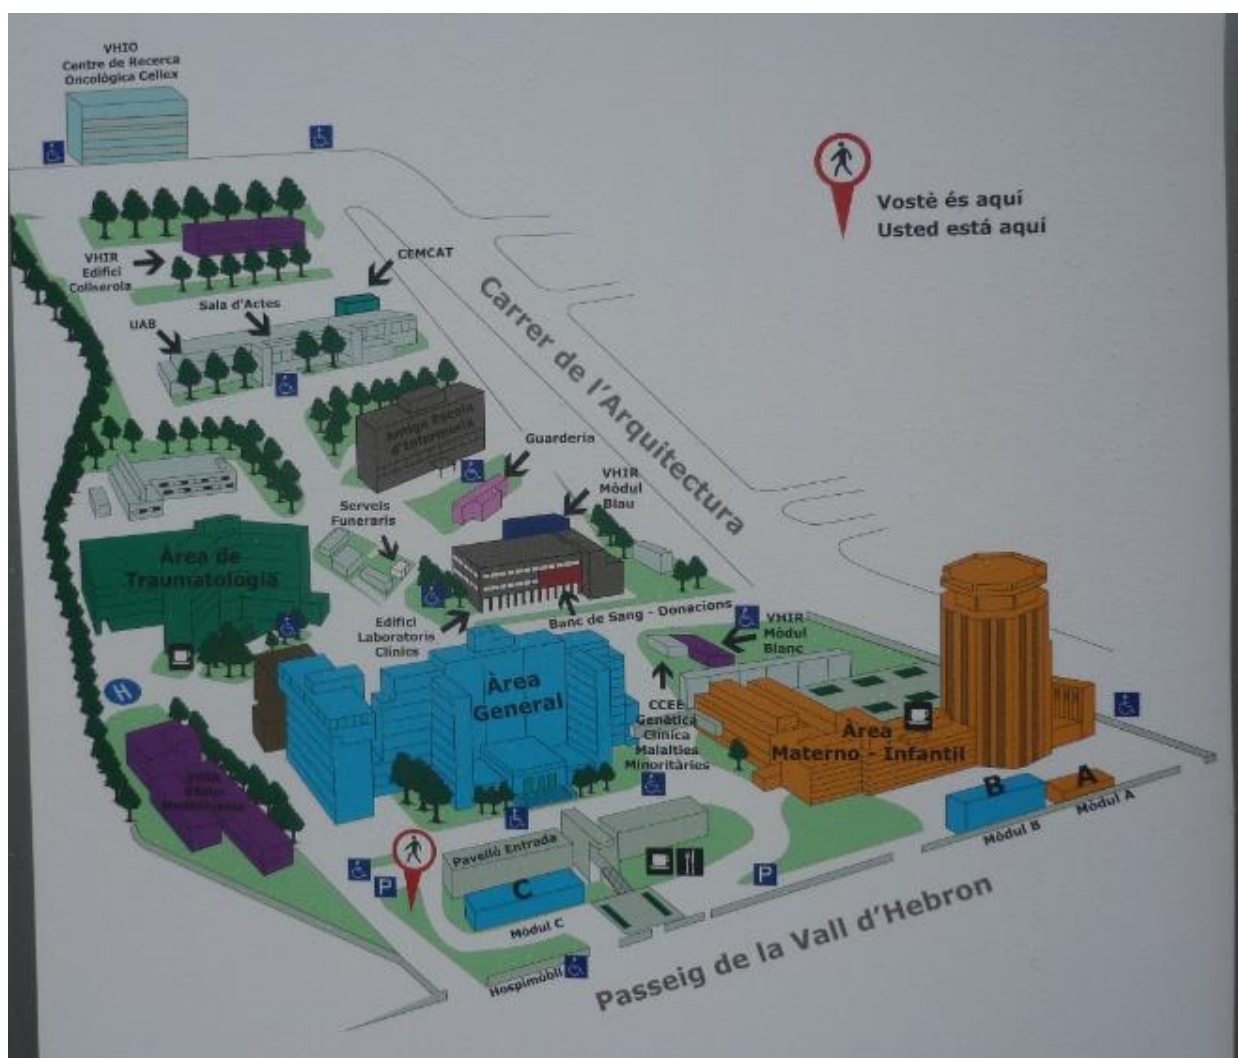 VHIO
Centre de Recerca
Oncològica Cellex
Vostè és aquí
Usted está aquí
VHIR
Edifici
Collserola
CEMCAT
Sala d'Actes
UAB
Carrer de l'Arquitectura
Antiga Escola
d'Infermeria
Guarderia
VHIR
Mòdul
Blau
Serveis
Funeraris
Àrea de
Traumatologia
Banc de Sang - Donacions
Edifici
Laboratoris
Clínics
VHIR
Mòdul
Blanc
Àrea
General
CCEE
Genètica
Clínica
Malalties
Minoritàries
Àrea
Materno - Infantil
H
B
A
Mòdul A
Mòdul B
Pavelló Entrada
P
P
C
Mòdul C
Hospimòbil
Passeig de la Vall d'Hebron